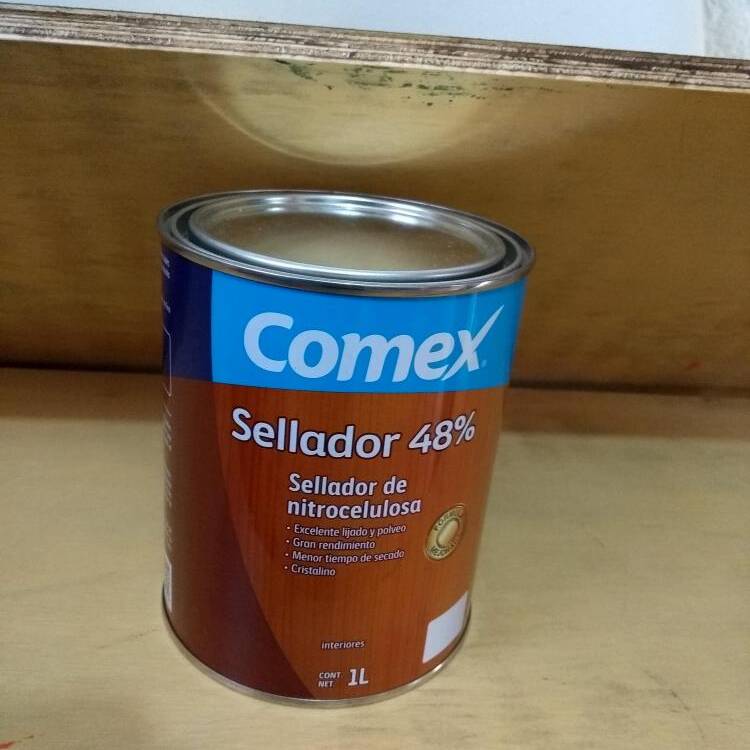 Comex
Sellador 48%
Sellador de
nitrocelulosa
• Excelente lijado y polveo
• Gran rendimiento
• Menor tiempo de secado
• Cristalino
interiores
CONT
NET. 1L